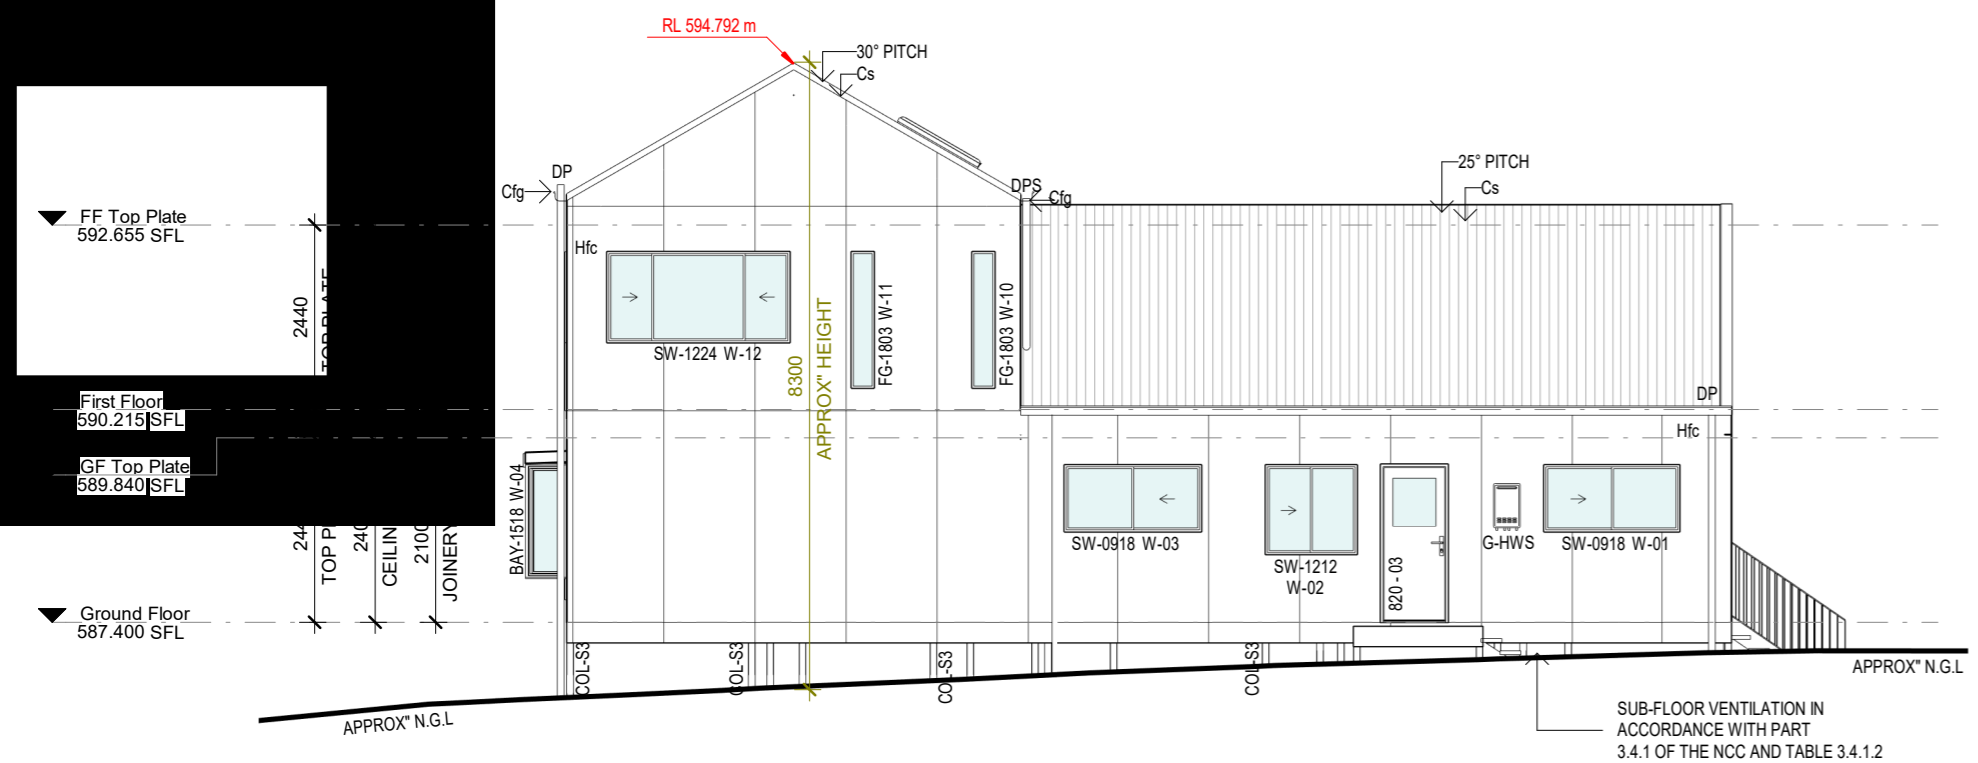 RL 594.792 m
30° PITCH
Cs
DP
Cfg
DPS
Cfg
25° PITCH
Cs
FF Top Plate
592.655 SFL
2440
Hfc
SW-1224 W-12
FG-1803 W-11
FG-1803 W-10
8300
APPROX" HEIGHT
First Floor
590.215 SFL
DP
Hfc
GF Top Plate
589.840 SFL
BAY-1518 W-04
TOP
2100
JOINERY
SW-0918 W-03
SW-1212
W-02
820 - 03
G-HWS
SW-0918 W-01
Ground Floor
587.400 SFL
COL-S3
COL-S3
COL-S3
COL-S3
APPROX" N.G.L
APPROX" N.G.L
SUB-FLOOR VENTILATION IN
ACCORDANCE WITH PART
3.4.1 OF THE NCC AND TABLE 3.4.1.2